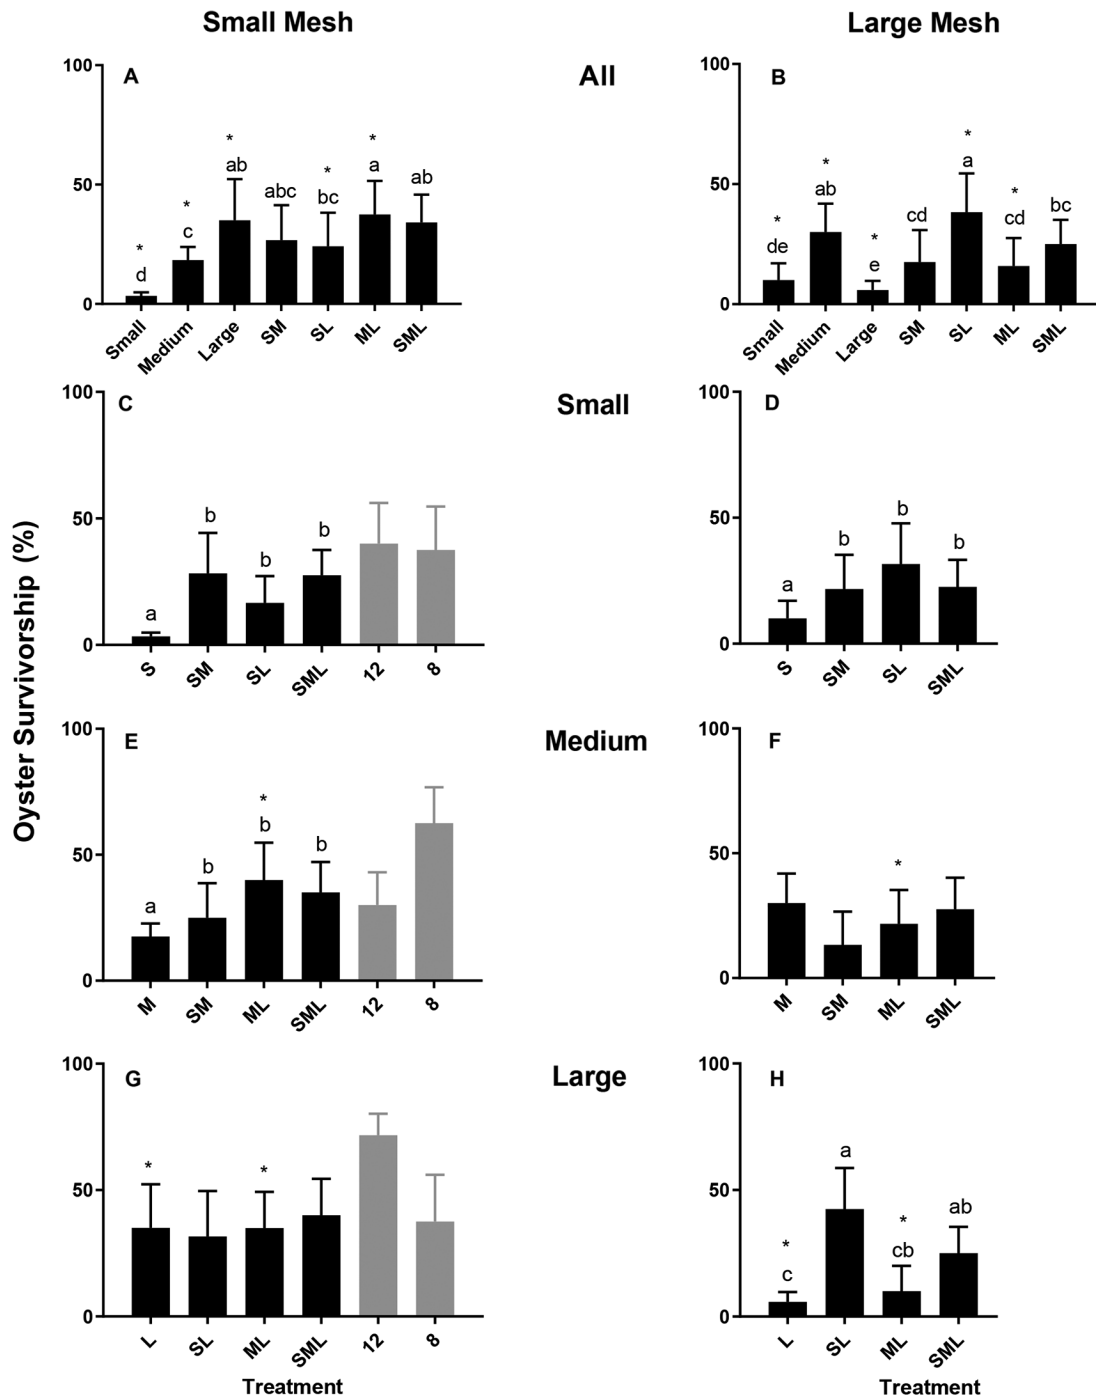 Small Mesh
Large Mesh
All
Oyster Survivorship (%)
A
100
50
0
*
d
*
c
*
ab
abc
*
bc
*
a
ab
Small
Medium
Large
SM
SL
ML
SML
B
100
50
0
*
de
*
ab
*
e
cd
*
a
*
cd
bc
Small
Medium
Large
SM
SL
ML
SML
Small
C
100
50
0
a
b
b
b
S
SM
SL
SML
12
8
D
100
50
0
a
b
b
b
S
SM
SL
SML
Medium
E
100
50
0
a
b
*
b
b
M
SM
ML
SML
12
8
F
100
50
0
*
M
SM
ML
SML
Large
G
100
50
0
*
*
L
SL
ML
SML
12
8
Treatment
H
100
50
0
*
c
a
*
cb
ab
L
SL
ML
SML
Treatment